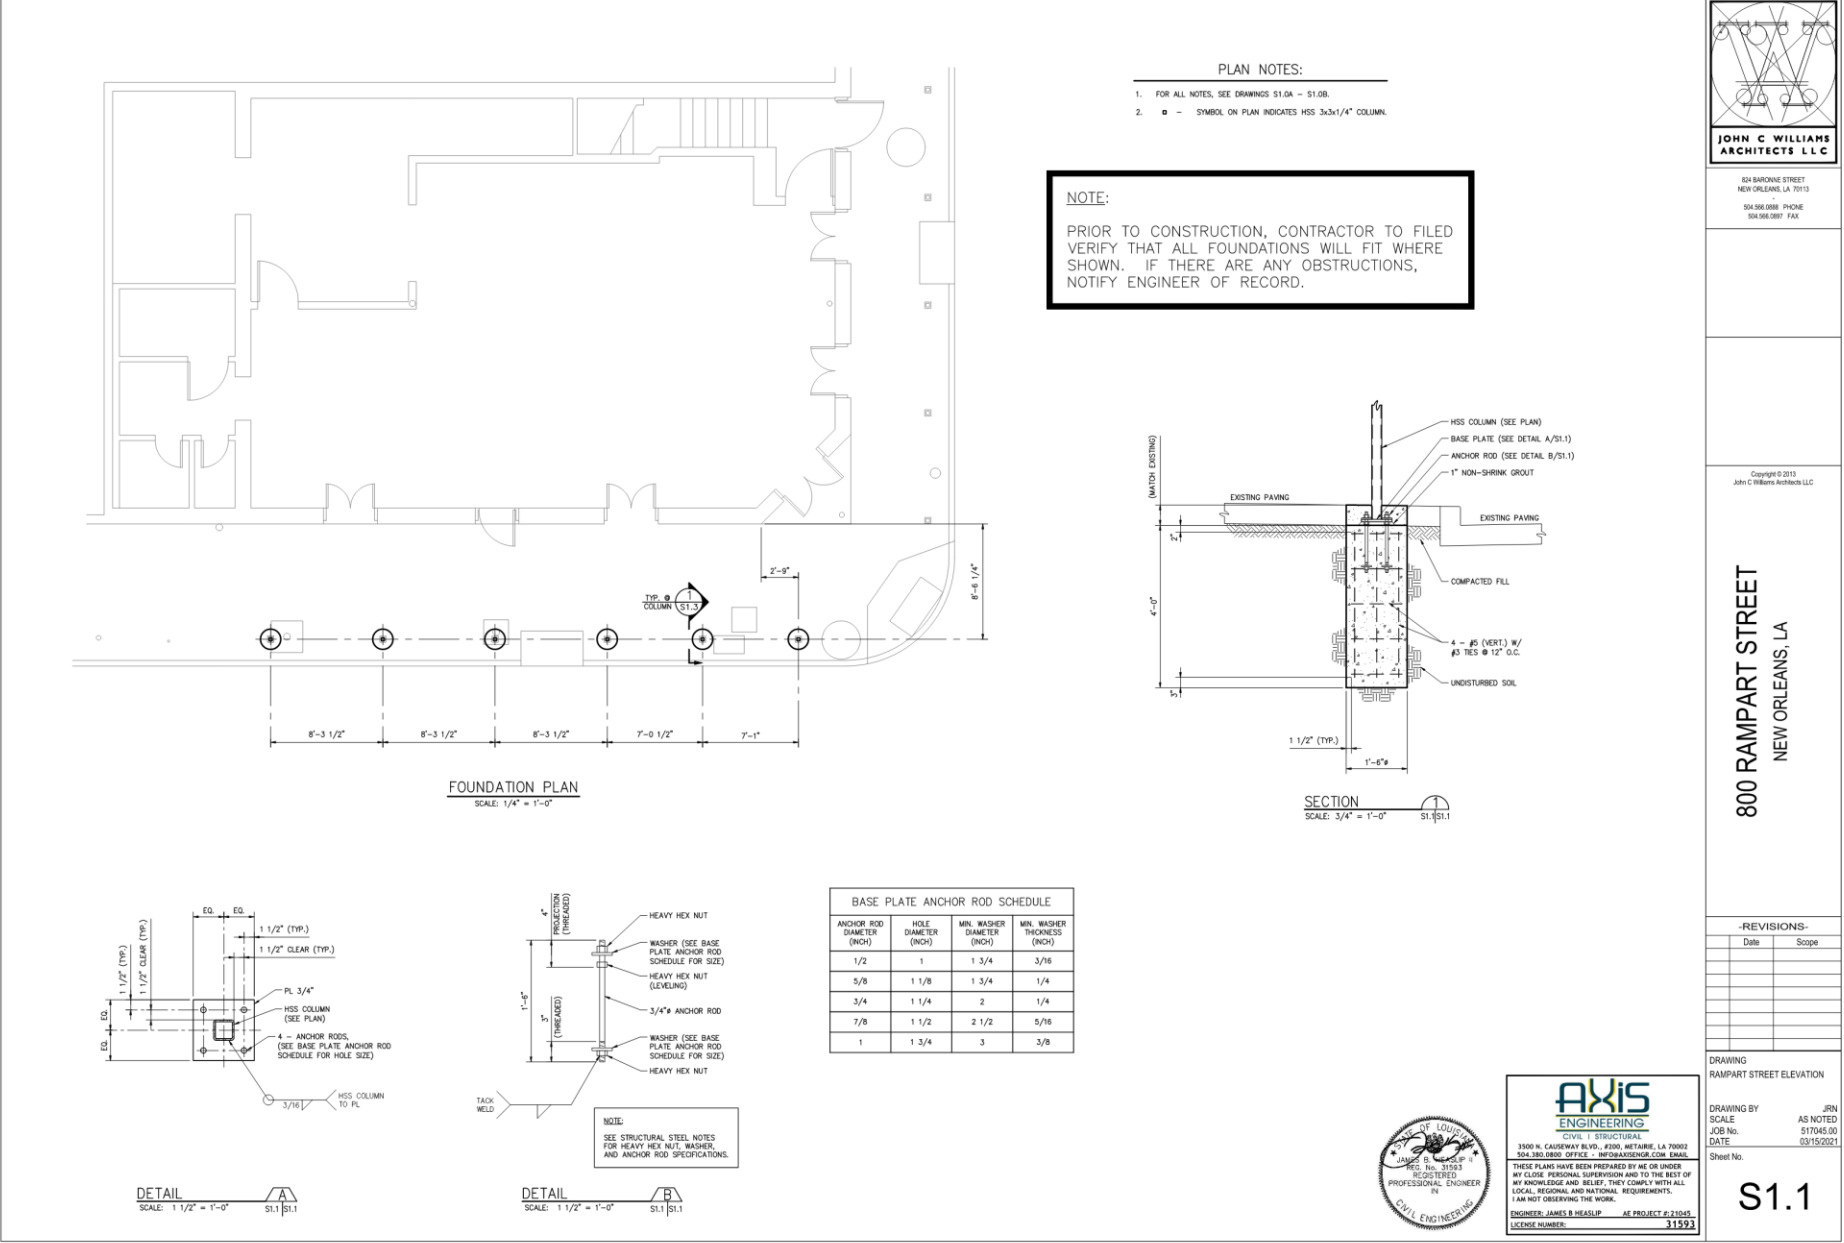 PLAN NOTES:
1. FOR ALL NOTES, SEE DRAWINGS S1.0A – S1.0B.
2. – SYMBOL ON PLAN INDICATES HSS 3x3x1/4" COLUMN.
NOTE:
PRIOR TO CONSTRUCTION, CONTRACTOR TO FILED
VERIFY THAT ALL FOUNDATIONS WILL FIT WHERE
SHOWN. IF THERE ARE ANY OBSTRUCTIONS,
NOTIFY ENGINEER OF RECORD.
2'-9"
8'-6 1/4"
TYP. @
COLUMN
1
S1.3
8'-3 1/2"
8'-3 1/2"
8'-3 1/2"
7'-0 1/2"
7'-1"
FOUNDATION PLAN
SCALE: 1/4" = 1'-0"
HSS COLUMN (SEE PLAN)
BASE PLATE (SEE DETAIL A/S1.1)
ANCHOR ROD (SEE DETAIL B/S1.1)
1" NON-SHRINK GROUT
(MATCH EXISTING)
EXISTING PAVING
EXISTING PAVING
2"
COMPACTED FILL
4'-0"
4 – #5 (VERT.) W/
#3 TIES @ 12" O.C.
UNDISTURBED SOIL
3"
1 1/2" (TYP.)
1'-6"ø
SECTION
1
SCALE: 3/4" = 1'-0"
S1.1 S1.1
EQ.
EQ.
1 1/2" (TYP.)
1 1/2" CLEAR (TYP.)
1 1/2" (TYP.)
1 1/2" CLEAR (TYP.)
EQ.
EQ.
PL 3/4"
HSS COLUMN
(SEE PLAN)
4 – ANCHOR RODS,
(SEE BASE PLATE ANCHOR ROD
SCHEDULE FOR HOLE SIZE)
3/16
HSS COLUMN
TO PL
DETAIL
A
SCALE: 1 1/2" = 1'-0"
S1.1 S1.1
4"
PROJECTION
(THREADED)
1'-6"
3"
(THREADED)
HEAVY HEX NUT
WASHER (SEE BASE
PLATE ANCHOR ROD
SCHEDULE FOR SIZE)
HEAVY HEX NUT
(LEVELING)
3/4"ø ANCHOR ROD
WASHER (SEE BASE
PLATE ANCHOR ROD
SCHEDULE FOR SIZE)
HEAVY HEX NUT
TACK
WELD
NOTE:
SEE STRUCTURAL STEEL NOTES
FOR HEAVY HEX NUT, WASHER,
AND ANCHOR ROD SPECIFICATIONS.
DETAIL
B
SCALE: 1 1/2" = 1'-0"
S1.1 S1.1
BASE PLATE ANCHOR ROD SCHEDULE
ANCHOR ROD DIAMETER (INCH) HOLE DIAMETER (INCH) MIN. WASHER DIAMETER (INCH) MIN. WASHER THICKNESS (INCH)
1/2 1 1 3/4 3/16
5/8 1 1/8 1 3/4 1/4
3/4 1 1/4 2 1/4
7/8 1 1/2 2 1/2 5/16
1 1 3/4 3 3/8
STATE OF LOUISIANA
JAMES B. HEASLIP II
REG. No. 31593
REGISTERED
PROFESSIONAL ENGINEER
IN
CIVIL ENGINEERING
AXIS
ENGINEERING
CIVIL | STRUCTURAL
3500 N. CAUSEWAY BLVD., #200, METAIRIE, LA 70002
504.380.0800 OFFICE - INFO@AXISENGR.COM EMAIL
THESE PLANS HAVE BEEN PREPARED BY ME OR UNDER
MY CLOSE PERSONAL SUPERVISION AND TO THE BEST OF
MY KNOWLEDGE AND BELIEF, THEY COMPLY WITH ALL
LOCAL, REGIONAL AND NATIONAL REQUIREMENTS.
I AM NOT OBSERVING THE WORK.
ENGINEER: JAMES B HEASLIP AE PROJECT #:21045
LICENSE NUMBER: 31593
JOHN C WILLIAMS
ARCHITECTS LLC
824 BARONNE STREET
NEW ORLEANS, LA 70113
504.566.0888 PHONE
504.566.0897 FAX
Copyright © 2013
John C Williams Architects LLC
800 RAMPART STREET
NEW ORLEANS, LA
-REVISIONS-
Date Scope
DRAWING
RAMPART STREET ELEVATION
DRAWING BY JRN
SCALE AS NOTED
JOB No. 517045.00
DATE 03/15/2021
Sheet No.
S1.1